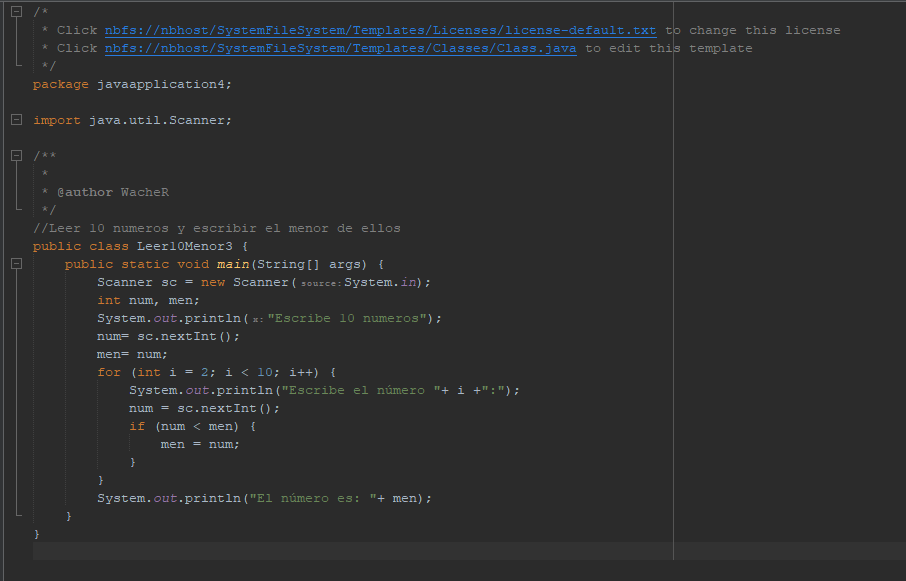 /*
 * Click nbfs://nbhost/SystemFileSystem/Templates/Licenses/license-default.txt to change this license
 * Click nbfs://nbhost/SystemFileSystem/Templates/Classes/Class.java to edit this template
 */
package javaapplication4;
import java.util.Scanner;
/**
 *
 * @author WacheR
 */
//Leer 10 numeros y escribir el menor de ellos
public class Leer10Menor3 {
    public static void main(String[] args) {
        Scanner sc = new Scanner(source:System.in);
        int num, men;
        System.out.println(x:"Escribe 10 numeros");
        num= sc.nextInt();
        men= num;
        for (int i = 2; i < 10; i++) {
            System.out.println("Escribe el número "+ i +":");
            num = sc.nextInt();
            if (num < men) {
                men = num;
            }
        }
        System.out.println("El número es: "+ men);
    }
}